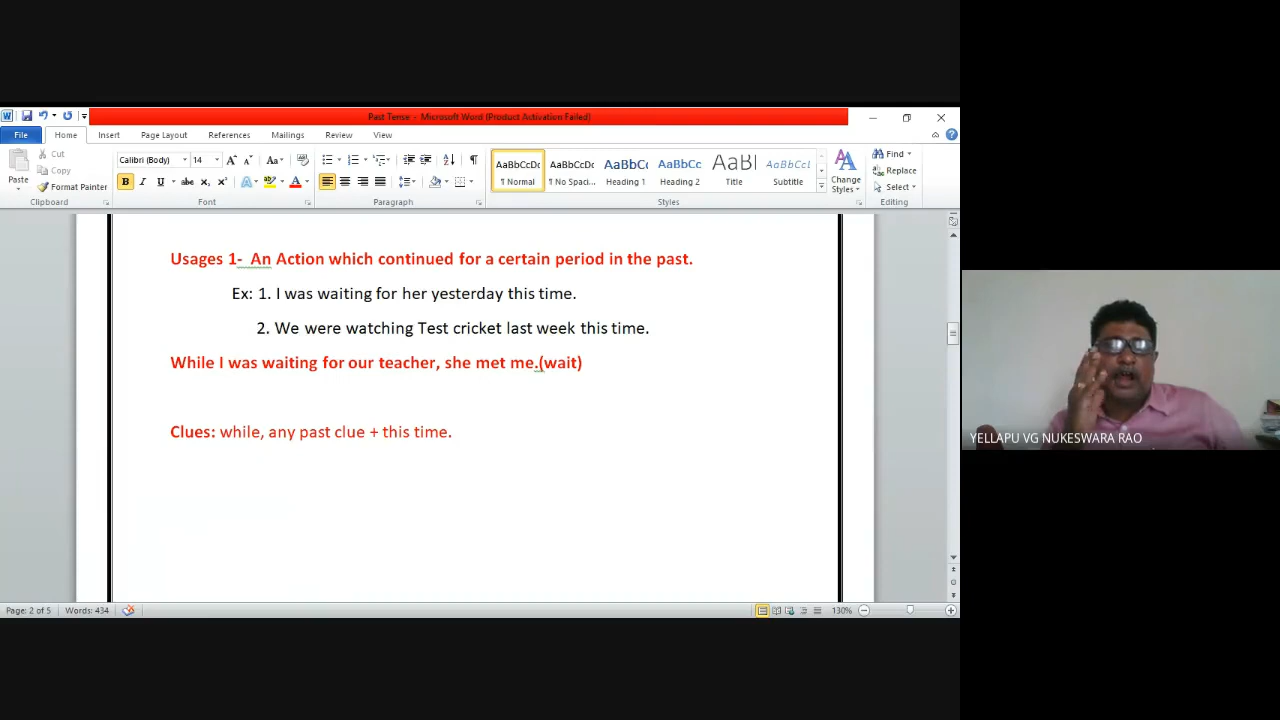 Past Tense - Microsoft Word (Product Activation Failed)
File Home Insert Page Layout References Mailings Review View
Paste Cut Copy Format Painter Clipboard
Calibri (Body) 14 Font
Paragraph
AaBbCcDc Normal AaBbCcDc No Spaci... AaBbCc Heading 1 AaBbCc Heading 2 AaBl Title AaBbCcl Subtitle Change Styles Styles
Find Replace Select Editing
Usages 1- An Action which continued for a certain period in the past.
Ex: 1. I was waiting for her yesterday this time.
2. We were watching Test cricket last week this time.
While I was waiting for our teacher, she met me.(wait)
Clues: while, any past clue + this time.
YELLAPU VG NUKESWARA RAO
Page: 2 of 5 Words: 434 130%